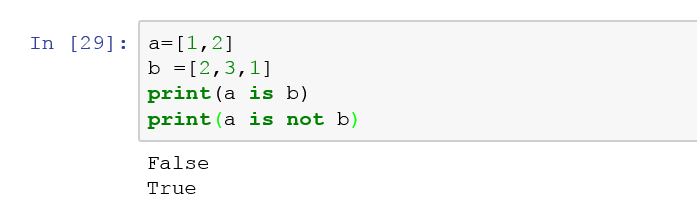 In [29]: a=[1,2]
b =[2,3,1]
print(a is b)
print(a is not b)
False
True